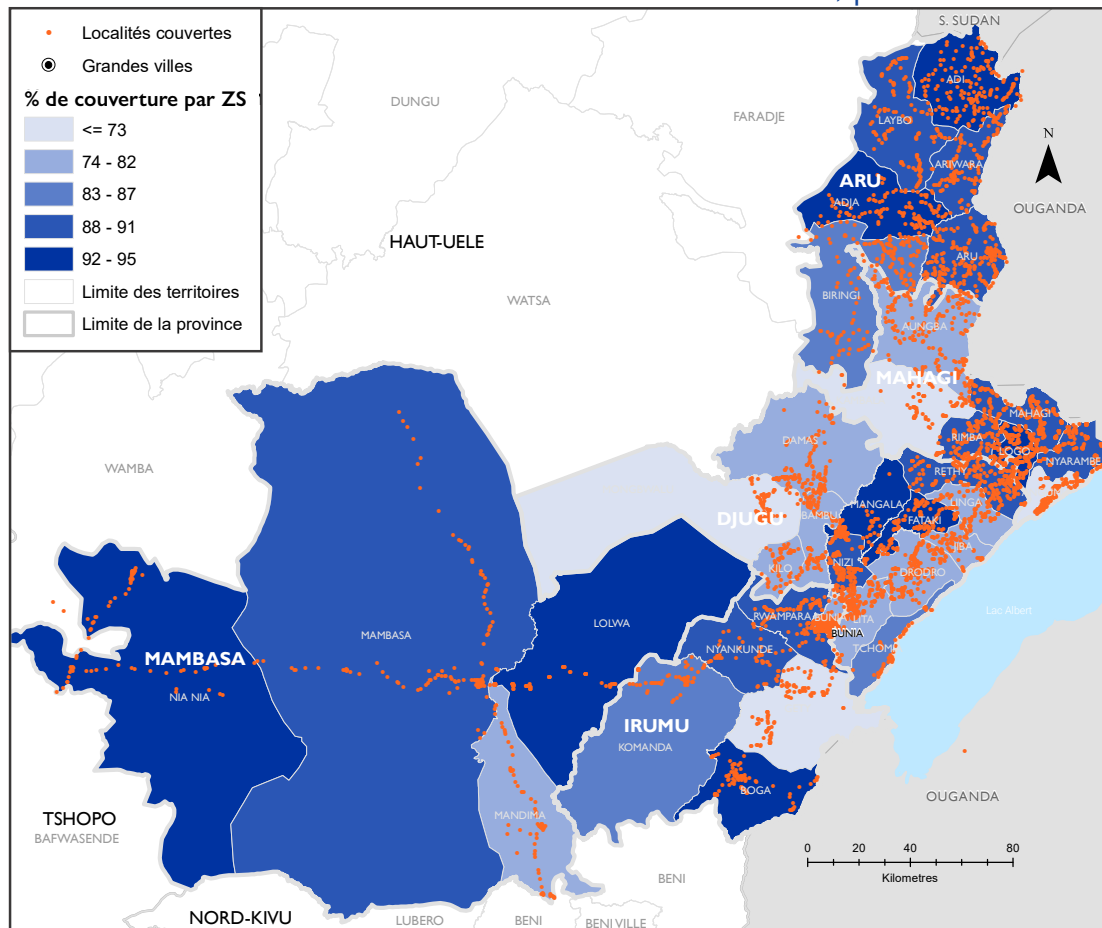 Localités couvertes
Grandes villes
% de couverture par ZS
<= 73
74 - 82
83 - 87
88 - 91
92 - 95
Limite des territoires
Limite de la province
S. SUDAN
DUNGU
FARADJE
ADI
LAYBO
N
ARIWARA
ARU
ADJA
OUGANDA
HAUT-UELE
ARU
WATSA
BIRINGI
AUNGBA
MAHAGI
MAHAGI
DAMAS
RIMBA
LOGO
NYARAMBE
WAMBA
RETHY
MANGALA
LINGA
DJUGU
BAMBU
FATAKI
JIBA
KILO
NIZI
DRODRO
LOLWA
RWAMPARA
BUNIA
LITA
Lac Albert
MAMBASA
BUNIA
TCHOMI
NYANKUNDE
MAMBASA
NIA NIA
IRUMU
KOMANDA
BOGA
OUGANDA
TSHOPO
BAFWASENDE
MANDIMA
0 20 40 60 80
Kilometres
BENI
NORD-KIVU
LUBERO
BENI
BENI VILLE